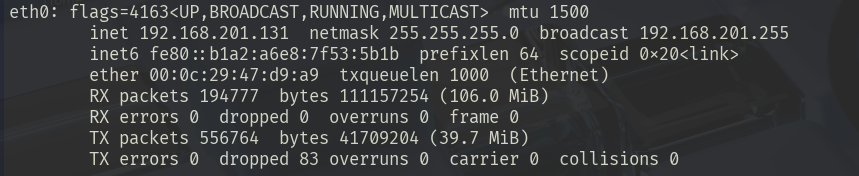 eth0: flags=4163<UP,BROADCAST,RUNNING,MULTICAST>  mtu 1500
        inet 192.168.201.131  netmask 255.255.255.0  broadcast 192.168.201.255
        inet6 fe80::b1a2:a6e8:7f53:5b1b  prefixlen 64  scopeid 0×20<link>
        ether 00:0c:29:47:d9:a9  txqueuelen 1000  (Ethernet)
        RX packets 194777  bytes 111157254 (106.0 MiB)
        RX errors 0  dropped 0  overruns 0  frame 0
        TX packets 556764  bytes 41709204 (39.7 MiB)
        TX errors 0  dropped 83 overruns 0  carrier 0  collisions 0